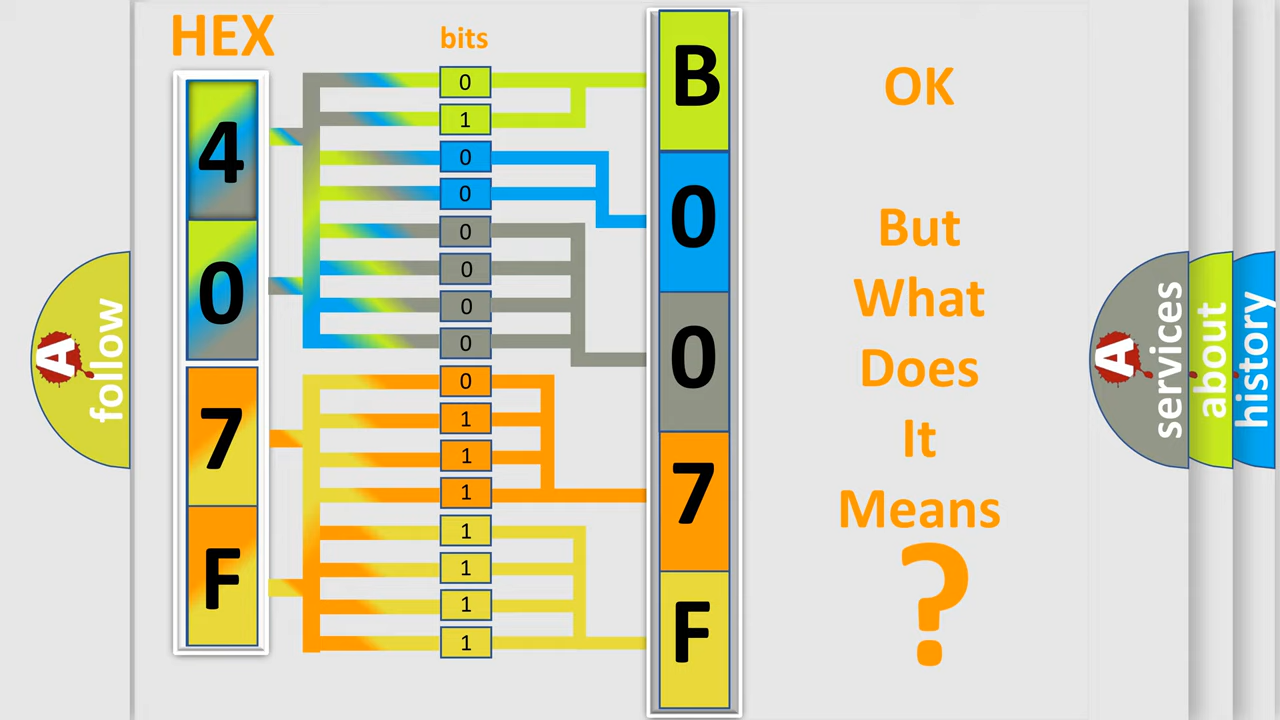 HEX
bits
4
0
7
F
0
1
0
0
0
0
0
0
0
1
1
1
1
1
1
1
B
0
0
7
F
OK
But
What
Does
It
Means
?
A
follow
A
services
about
history